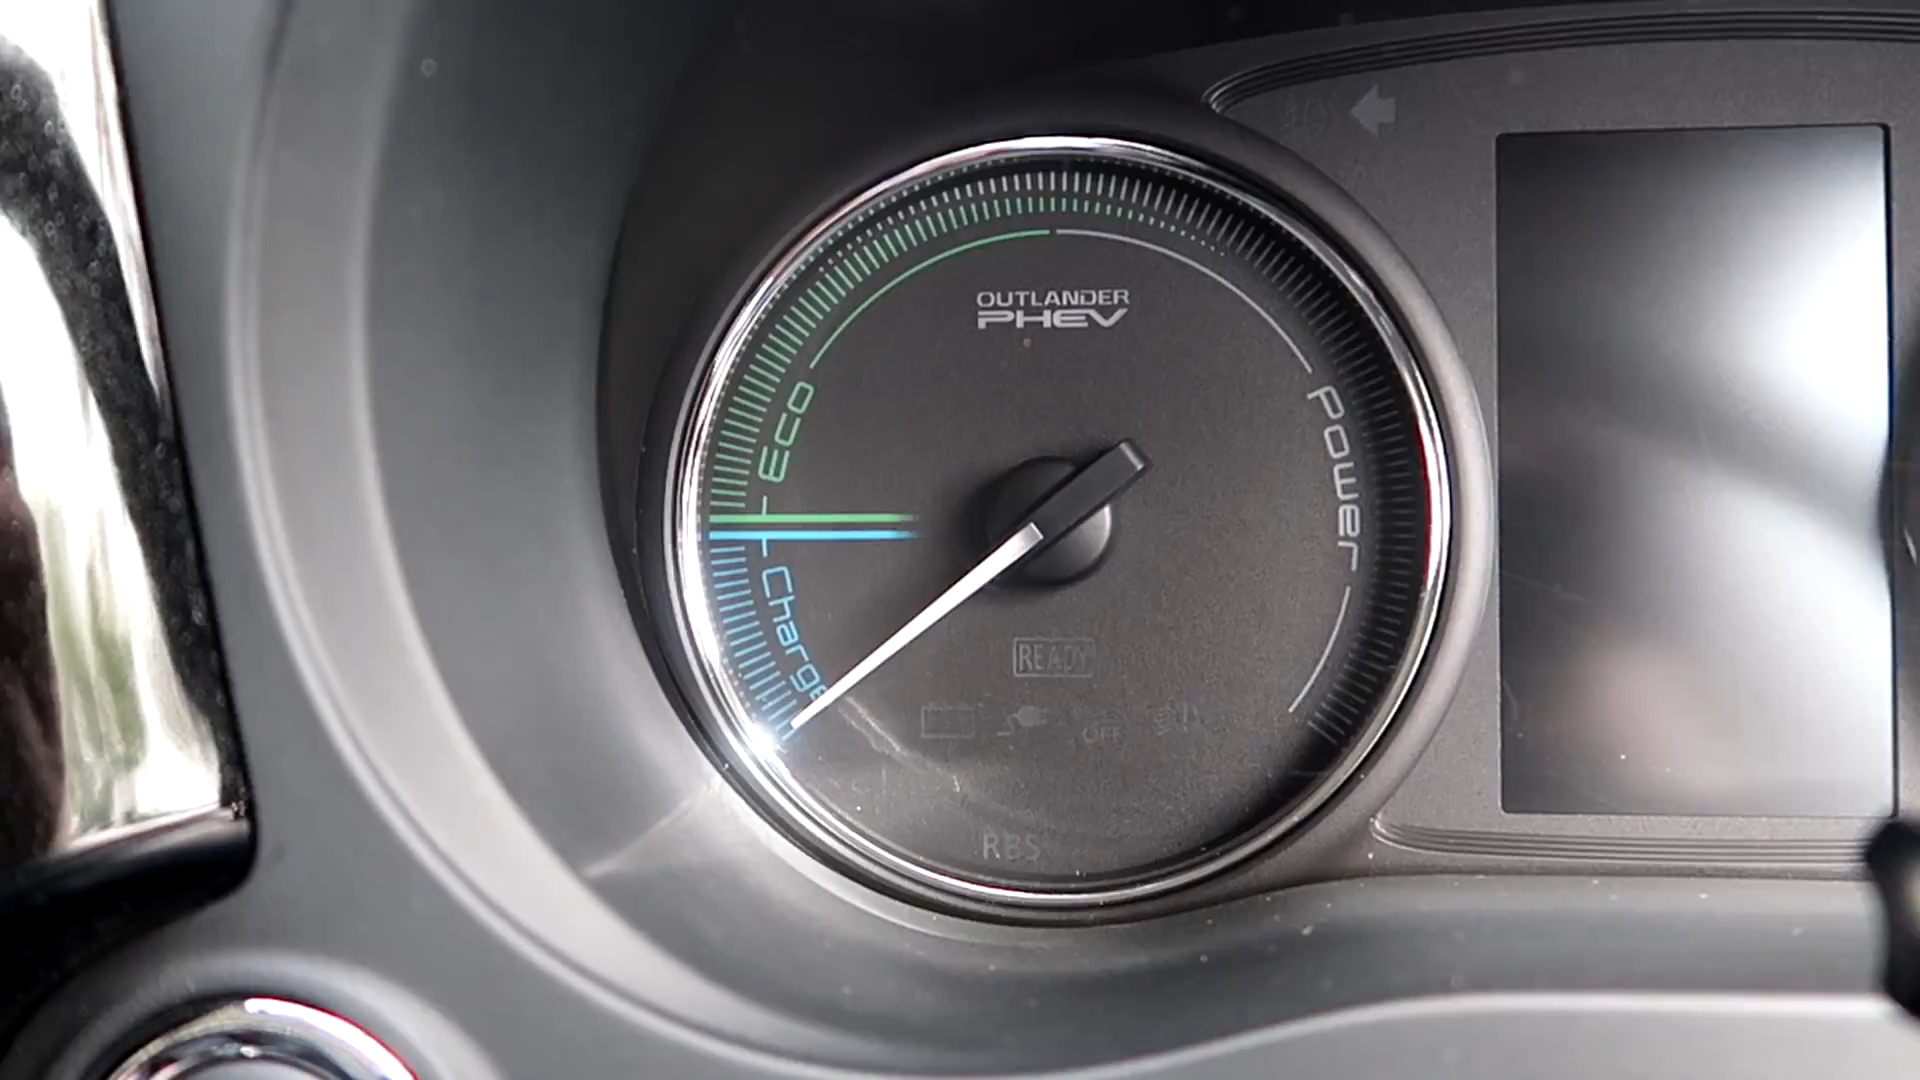 OUTLANDER
PHEV
Eco
Power
Charge
READY
OFF
RBS